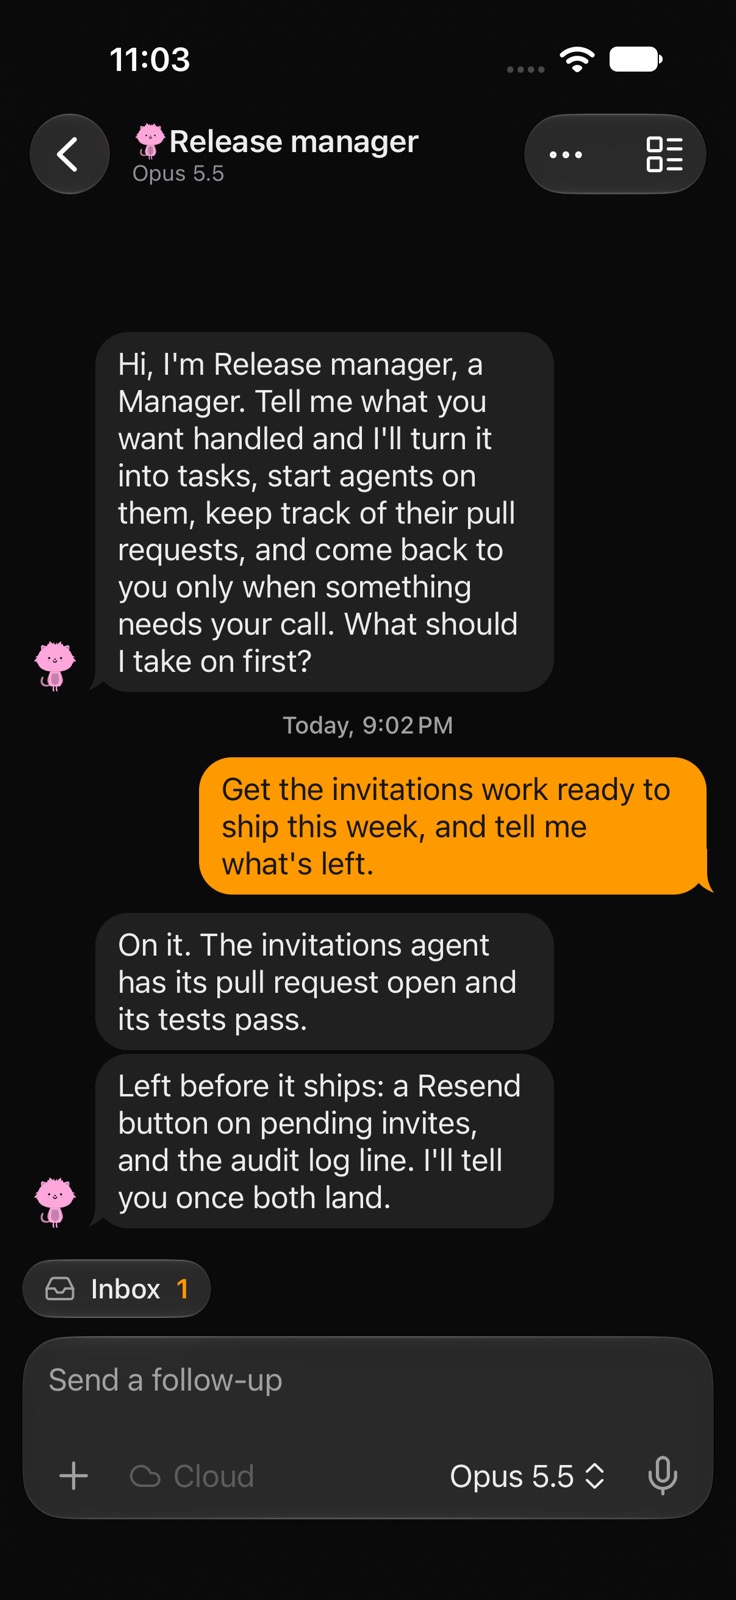 11:03
Release manager
Opus 5.5
Hi, I'm Release manager, a
Manager. Tell me what you
want handled and I'll turn it
into tasks, start agents on
them, keep track of their pull
requests, and come back to
you only when something
needs your call. What should
I take on first?
Today, 9:02 PM
Get the invitations work ready to
ship this week, and tell me
what's left.
On it. The invitations agent
has its pull request open and
its tests pass.
Left before it ships: a Resend
button on pending invites,
and the audit log line. I'll tell
you once both land.
Inbox 1
Send a follow-up
Cloud
Opus 5.5